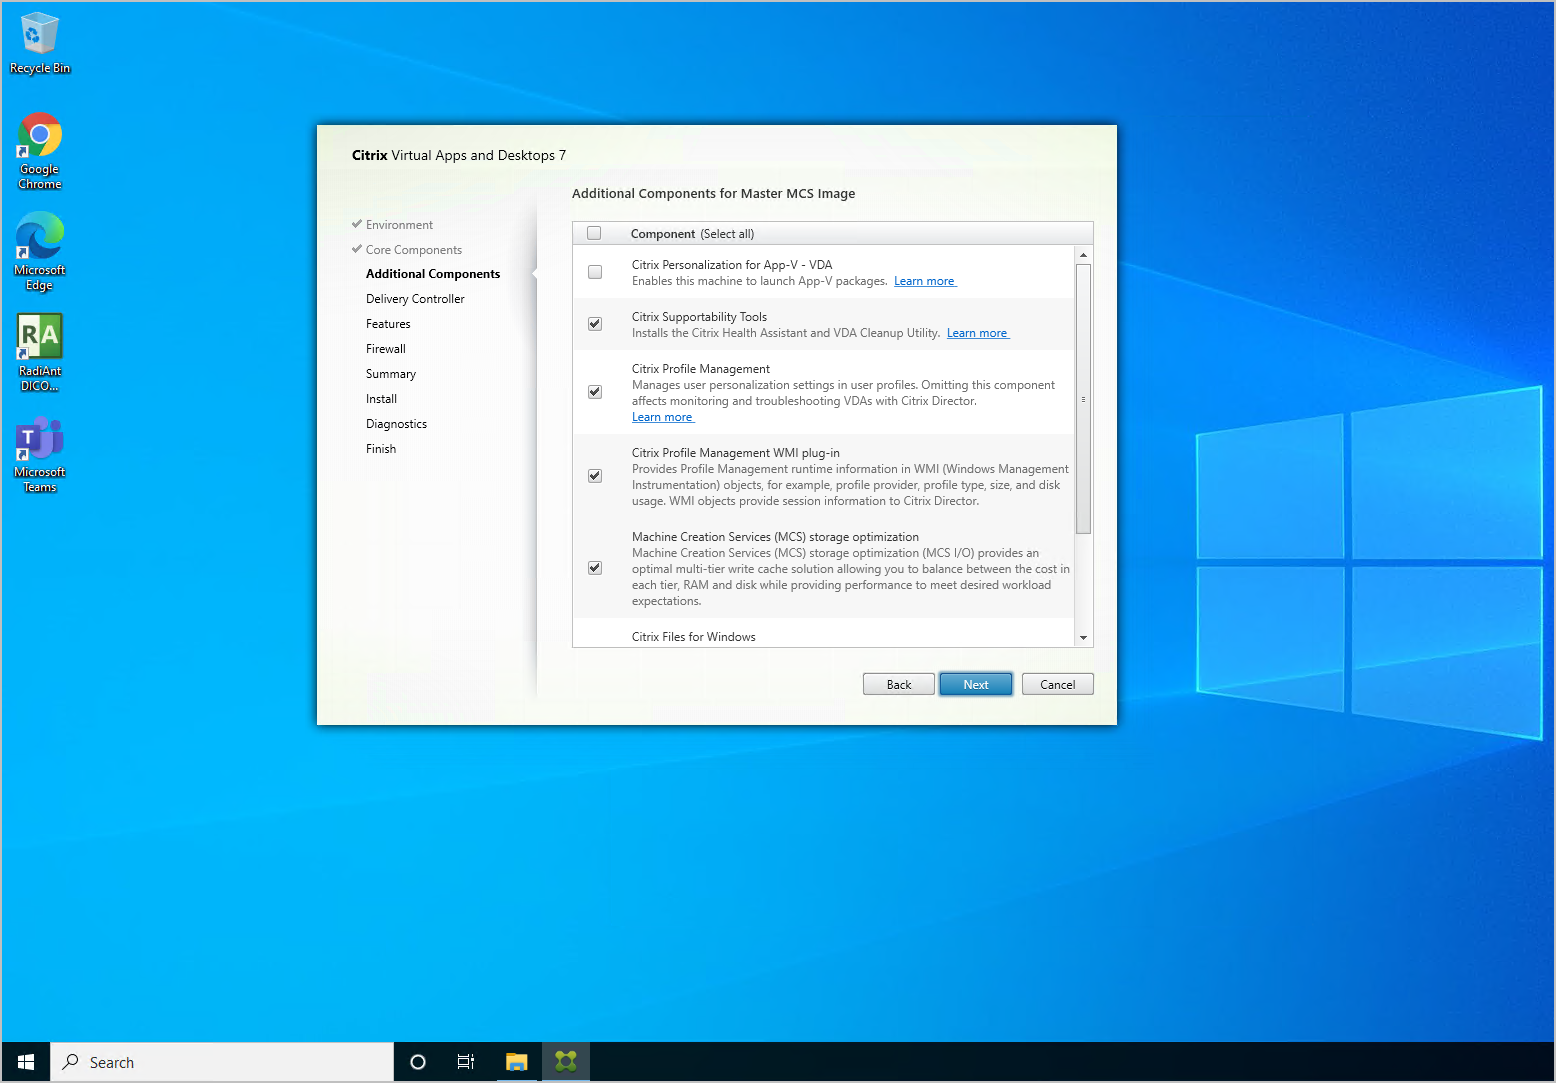 Recycle Bin
Google
Chrome
Microsoft
Edge
RA
RadiAnt
DICO...
T
Microsoft
Teams
Citrix Virtual Apps and Desktops 7
Environment
Core Components
Additional Components
Delivery Controller
Features
Firewall
Summary
Install
Diagnostics
Finish
Additional Components for Master MCS Image
Component (Select all)
Citrix Personalization for App-V - VDA
Enables this machine to launch App-V packages. Learn more
Citrix Supportability Tools
Installs the Citrix Health Assistant and VDA Cleanup Utility. Learn more
Citrix Profile Management
Manages user personalization settings in user profiles. Omitting this component
affects monitoring and troubleshooting VDAs with Citrix Director.
Learn more
Citrix Profile Management WMI plug-in
Provides Profile Management runtime information in WMI (Windows Management
Instrumentation) objects, for example, profile provider, profile type, size, and disk
usage. WMI objects provide session information to Citrix Director.
Machine Creation Services (MCS) storage optimization
Machine Creation Services (MCS) storage optimization (MCS I/O) provides an
optimal multi-tier write cache solution allowing you to balance between the cost in
each tier, RAM and disk while providing performance to meet desired workload
expectations.
Citrix Files for Windows
Back
Next
Cancel
Search